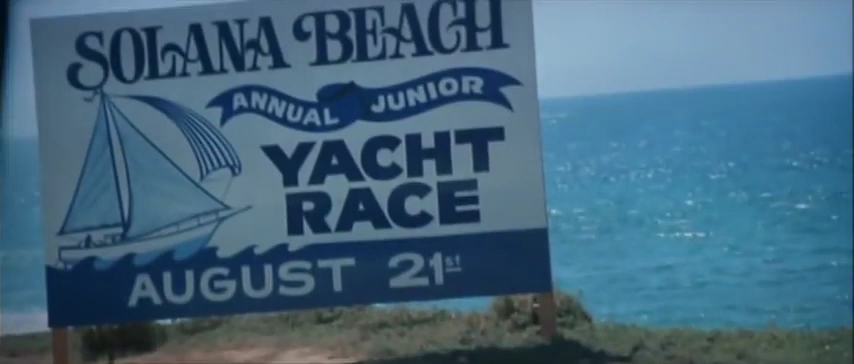 SOLANA BEACH
ANNUAL JUNIOR
YACHT
RACE
AUGUST 21st